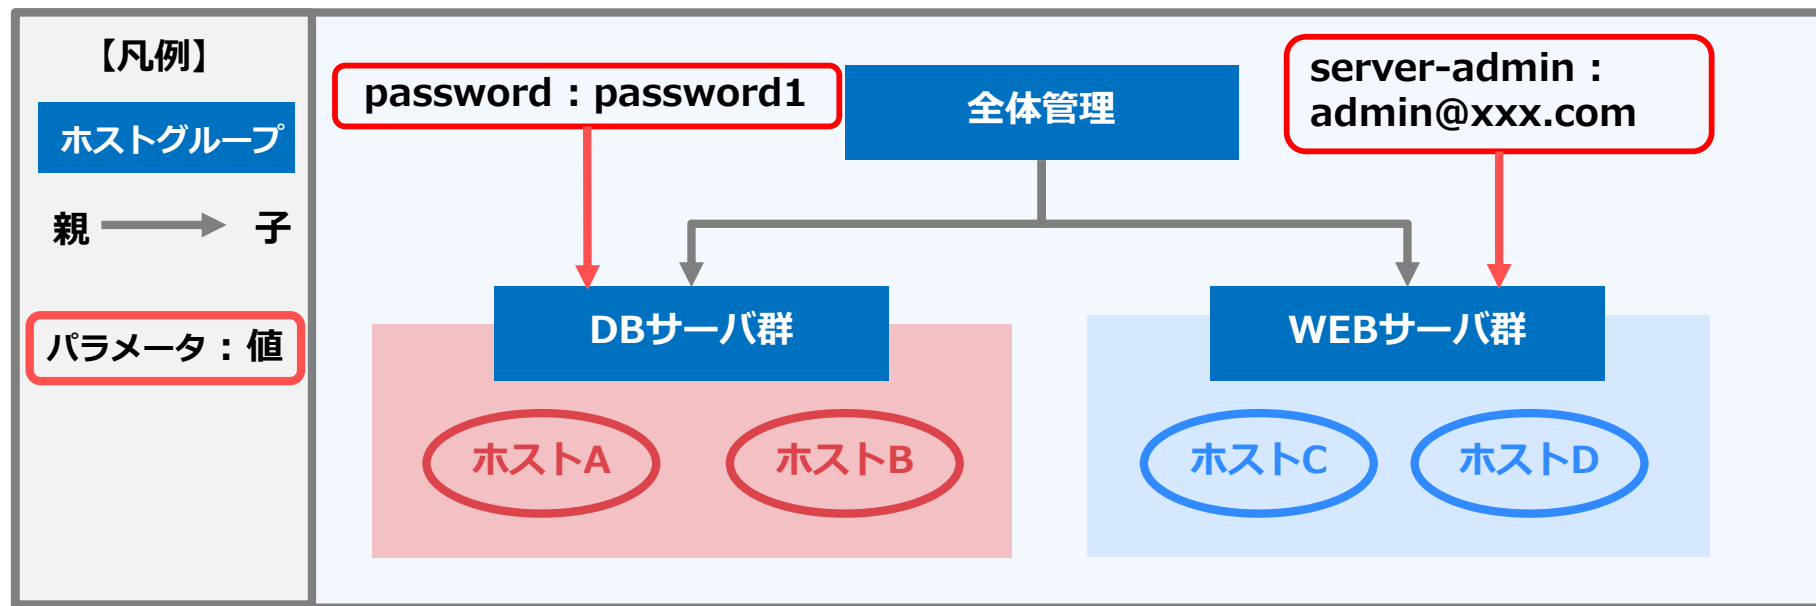 【凡例】
ホストグループ
親 子
パラメータ：値
password：password1
全体管理
server-admin：
admin@xxx.com
DBサーバ群
WEBサーバ群
ホストA
ホストB
ホストC
ホストD